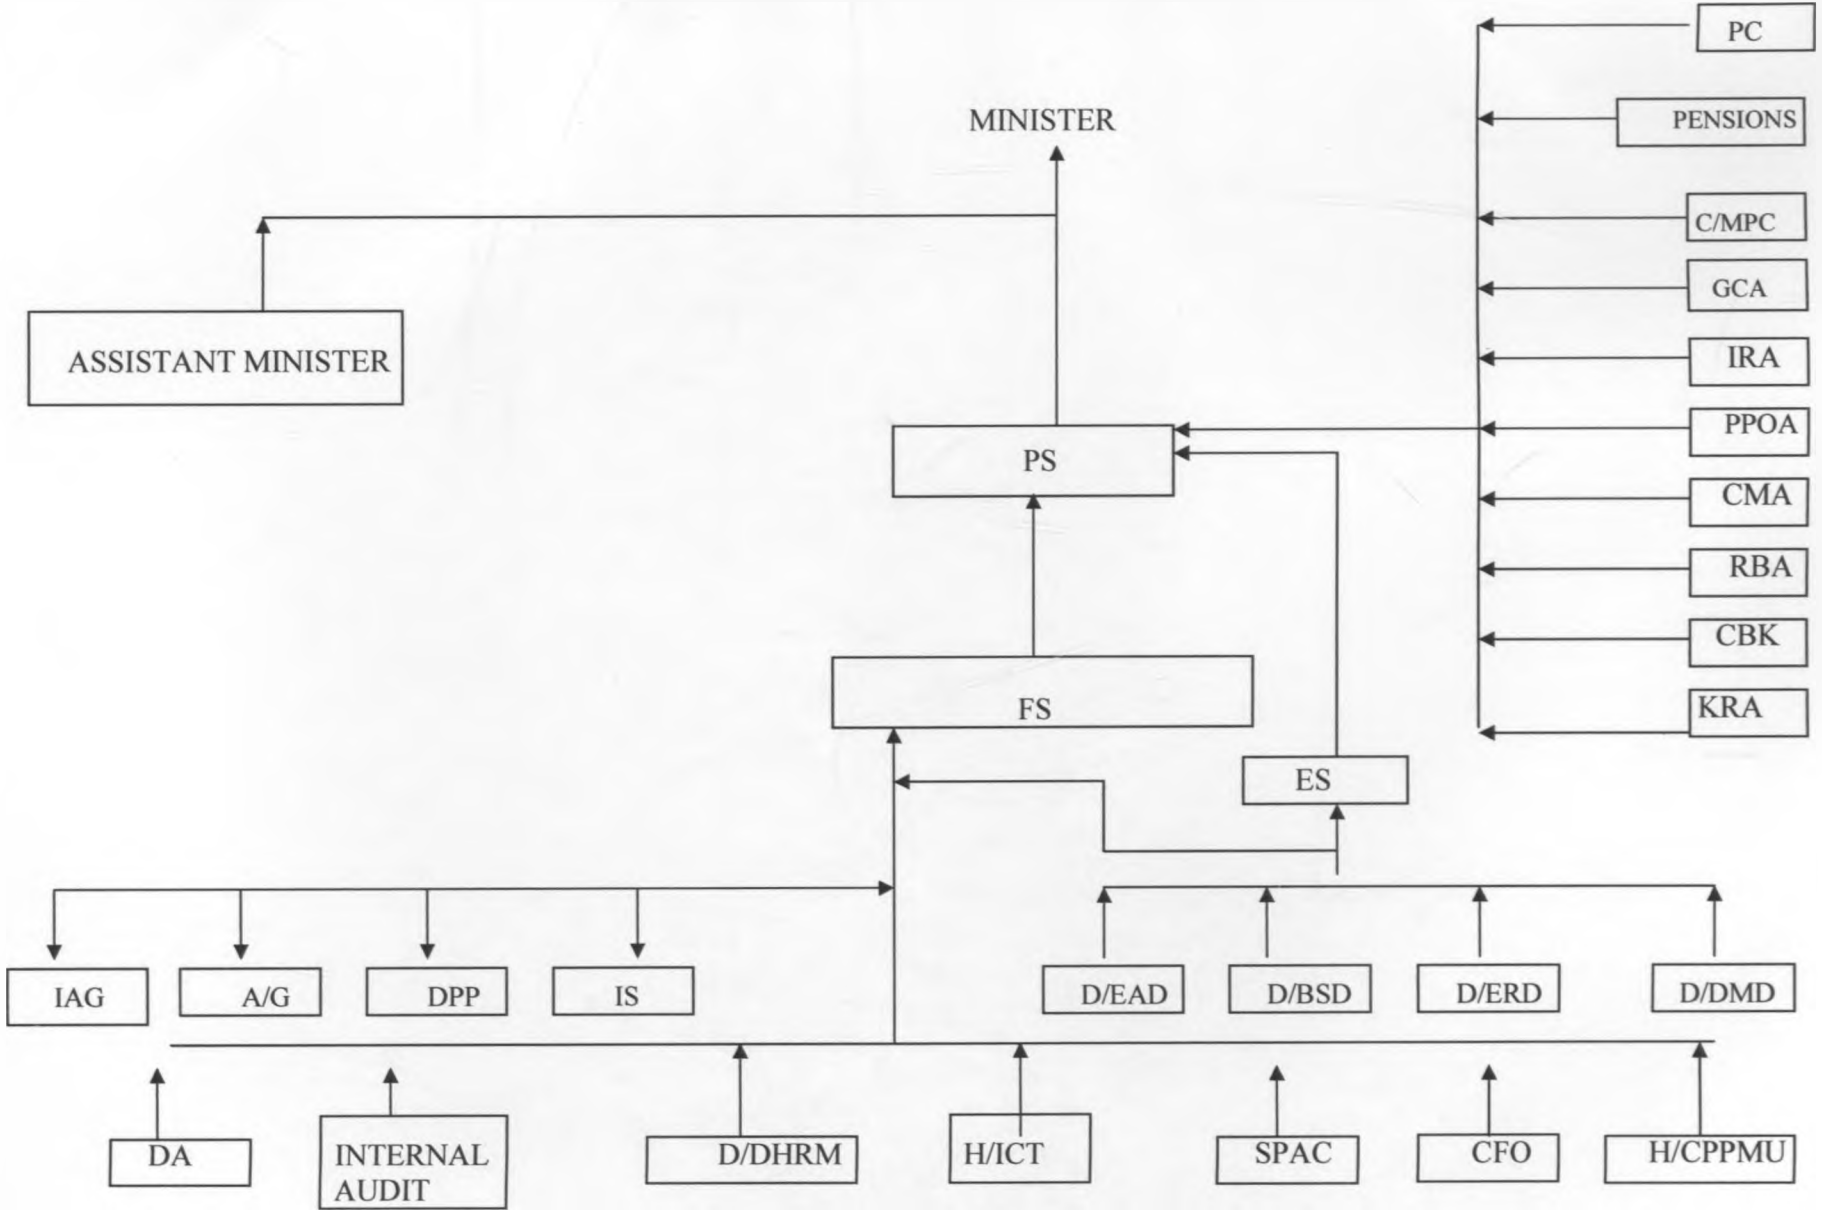 PC
MINISTER
PENSIONS
C/MPC
GCA
ASSISTANT MINISTER
IRA
PS
PPOA
CMA
RBA
CBK
FS
KRA
ES
IAG
A/G
DPP
IS
D/EAD
D/BSD
D/ERD
D/DMD
DA
INTERNAL
AUDIT
D/DHRM
H/ICT
SPAC
CFO
H/CPPMU